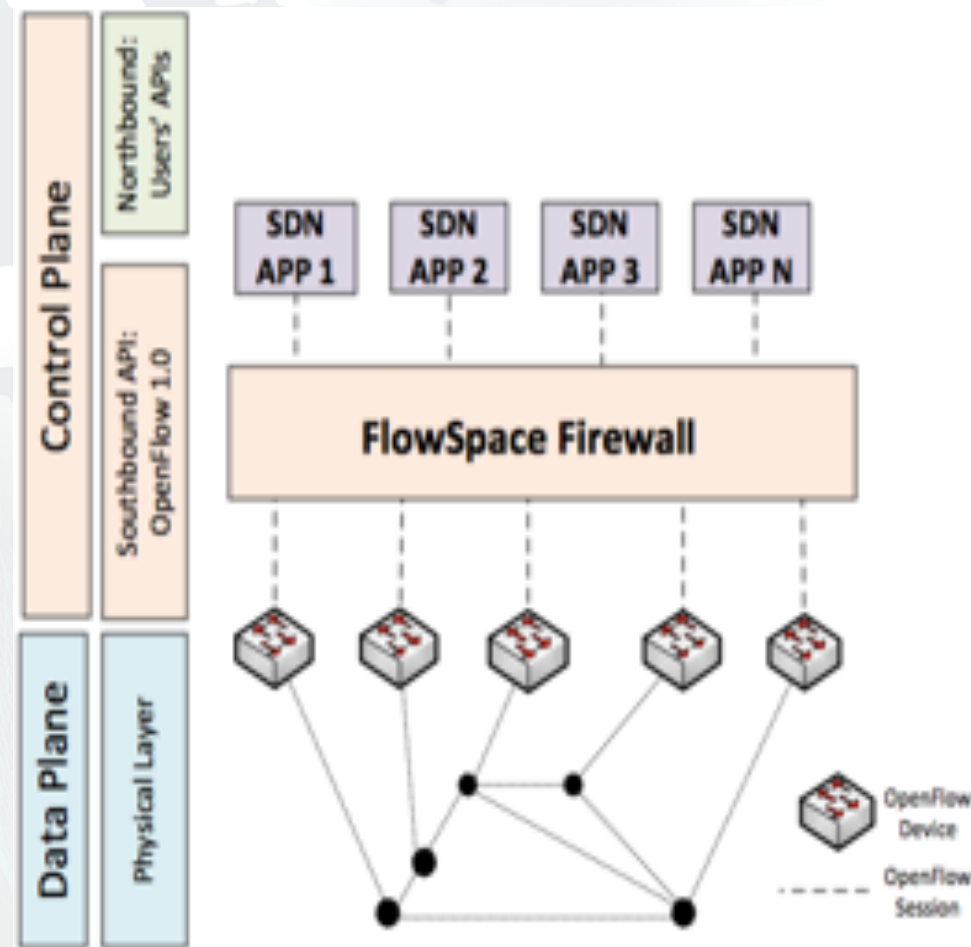 Control Plane
Northbound:
Users' APIs
Southbound API:
OpenFlow 1.0
Data Plane
Physical Layer
SDN
APP 1
SDN
APP 2
SDN
APP 3
SDN
APP N
FlowSpace Firewall
OpenFlow
Device
OpenFlow
Session